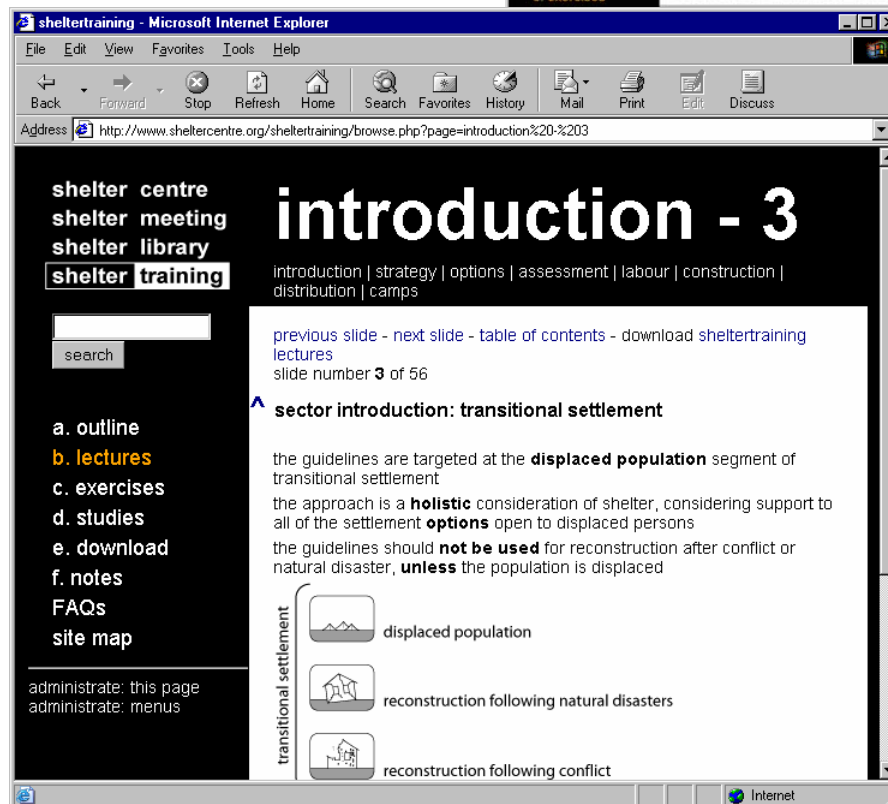 sheltertraining - Microsoft Internet Explorer
File Edit View Favorites Tools Help
Back Forward Stop Refresh Home Search Favorites History Mail Print Edit Discuss
Address http://www.sheltercentre.org/sheltertraining/browse.php?page=introduction%20-%203
shelter centre
shelter meeting
shelter library
shelter training
search
a. outline
b. lectures
c. exercises
d. studies
e. download
f. notes
FAQs
site map
administrate: this page
administrate: menus
introduction - 3
introduction | strategy | options | assessment | labour | construction |
distribution | camps
previous slide - next slide - table of contents - download sheltertraining
lectures
slide number 3 of 56
^ sector introduction: transitional settlement
the guidelines are targeted at the displaced population segment of
transitional settlement
the approach is a holistic consideration of shelter, considering support to
all of the settlement options open to displaced persons
the guidelines should not be used for reconstruction after conflict or
natural disaster, unless the population is displaced
transitional settlement
displaced population
reconstruction following natural disasters
reconstruction following conflict
Internet